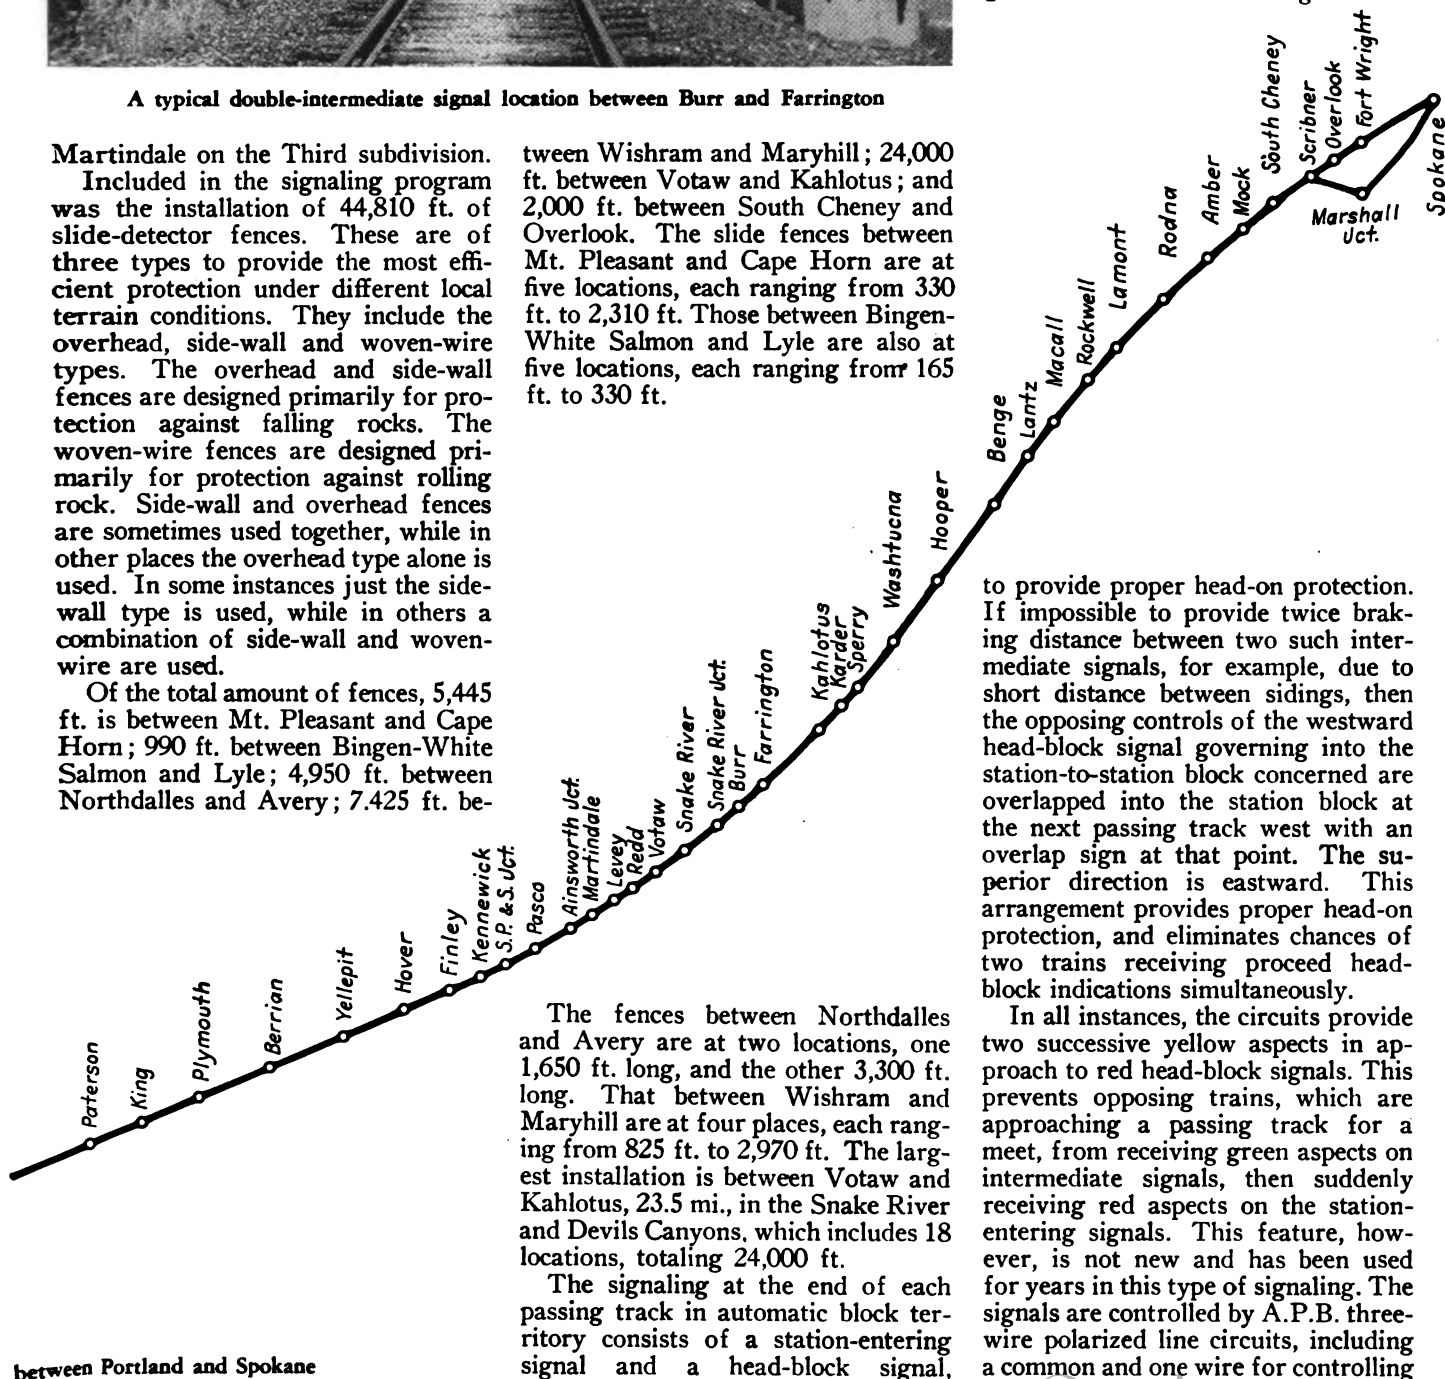 A typical double-intermediate signal location between Burr and Farrington
Martindale on the Third subdivision.
Included in the signaling program
was the installation of 44,810 ft. of
slide-detector fences. These are of
three types to provide the most effi-
cient protection under different local
terrain conditions. They include the
overhead, side-wall and woven-wire
types. The overhead and side-wall
fences are designed primarily for pro-
tection against falling rocks. The
woven-wire fences are designed pri-
marily for protection against rolling
rock. Side-wall and overhead fences
are sometimes used together, while in
other places the overhead type alone is
used. In some instances just the side-
wall type is used, while in others a
combination of side-wall and woven-
wire are used.
Of the total amount of fences, 5,445
ft. is between Mt. Pleasant and Cape
Horn; 990 ft. between Bingen-White
Salmon and Lyle; 4,950 ft. between
Northdalles and Avery; 7.425 ft. be-
tween Wishram and Maryhill; 24,000
ft. between Votaw and Kahlotus; and
2,000 ft. between South Cheney and
Overlook. The slide fences between
Mt. Pleasant and Cape Horn are at
five locations, each ranging from 330
ft. to 2,310 ft. Those between Bingen-
White Salmon and Lyle are also at
five locations, each ranging from 165
ft. to 330 ft.
Paterson
King
Plymouth
Berrian
Yellepit
Hover
Finley
Kennewick
S.P. & S. Jct.
Pasco
Ainsworth Jct.
Martindale
Levey
Redd
Votaw
Snake River
Snake River Jct.
Burr
Farrington
Kahlotus
Karder
Sperry
Washtucna
Hooper
Benge
Lantz
Macall
Rockwell
Lamont
Rodna
Amber
Mock
South Cheney
Scribner
Overlook
Fort Wright
Marshall
Jct.
Spokane
The fences between Northdalles
and Avery are at two locations, one
1,650 ft. long, and the other 3,300 ft.
long. That between Wishram and
Maryhill are at four places, each rang-
ing from 825 ft. to 2,970 ft. The larg-
est installation is between Votaw and
Kahlotus, 23.5 mi., in the Snake River
and Devils Canyons, which includes 18
locations, totaling 24,000 ft.
The signaling at the end of each
passing track in automatic block ter-
ritory consists of a station-entering
signal and a head-block signal,
to provide proper head-on protection.
If impossible to provide twice brak-
ing distance between two such inter-
mediate signals, for example, due to
short distance between sidings, then
the opposing controls of the westward
head-block signal governing into the
station-to-station block concerned are
overlapped into the station block at
the next passing track west with an
overlap sign at that point. The su-
perior direction is eastward. This
arrangement provides proper head-on
protection, and eliminates chances of
two trains receiving proceed head-
block indications simultaneously.
In all instances, the circuits provide
two successive yellow aspects in ap-
proach to red head-block signals. This
prevents opposing trains, which are
approaching a passing track for a
meet, from receiving green aspects on
intermediate signals, then suddenly
receiving red aspects on the station-
entering signals. This feature, how-
ever, is not new and has been used
for years in this type of signaling. The
signals are controlled by A.P.B. three-
wire polarized line circuits, including
a common and one wire for controlling
between Portland and Spokane